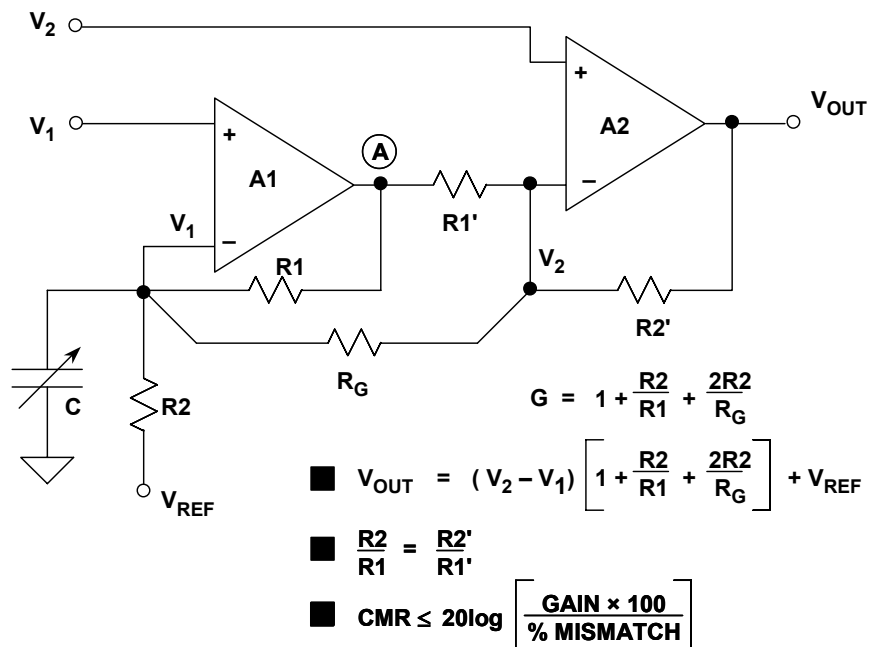 V2
V1
+
A1
−
V1
A
R1'
+
A2
−
VOUT
V2
R1
R2'
RG
C
R2
VREF
G = 1 + R2/R1 + 2R2/RG
■ VOUT = ( V2 – V1) [ 1 + R2/R1 + 2R2/RG ] + VREF
■ R2/R1 = R2'/R1'
■ CMR ≤ 20log [ GAIN × 100 / % MISMATCH ]